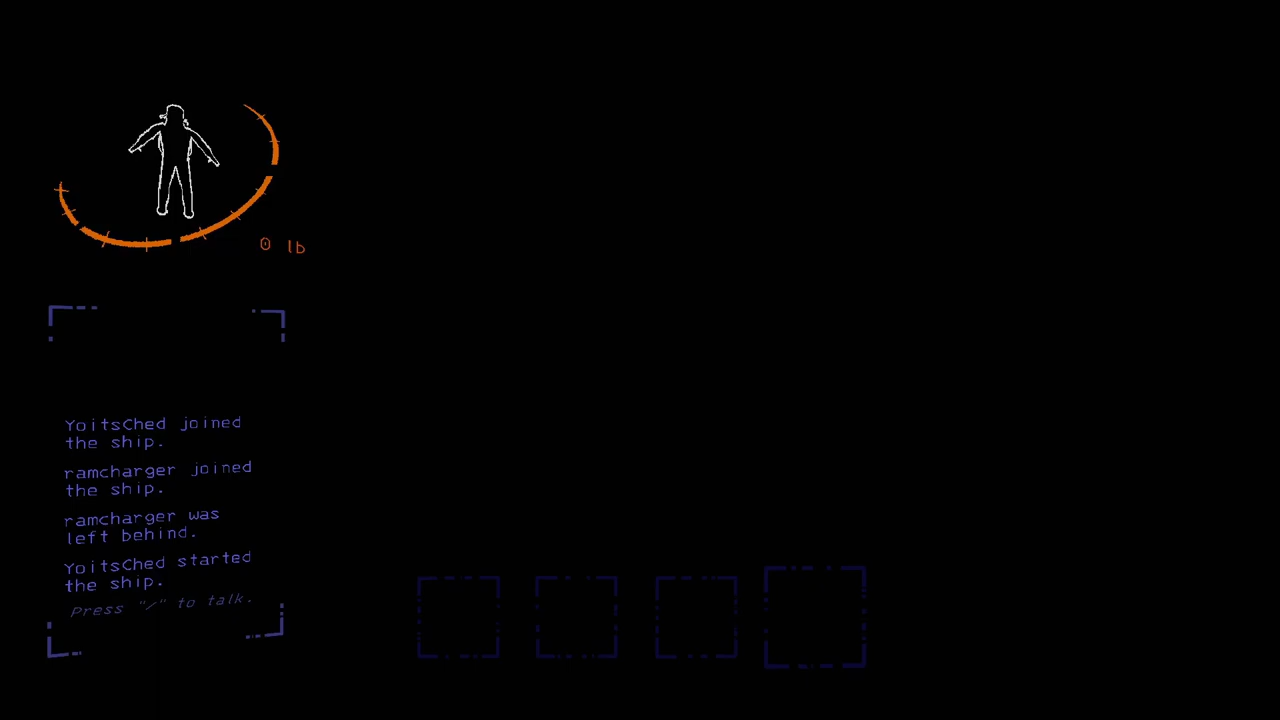 0 lb
YoitsChed joined
the ship.
ramcharger joined
the ship.
ramcharger was
left behind.
YoitsChed started
the ship.
Press "/" to talk.